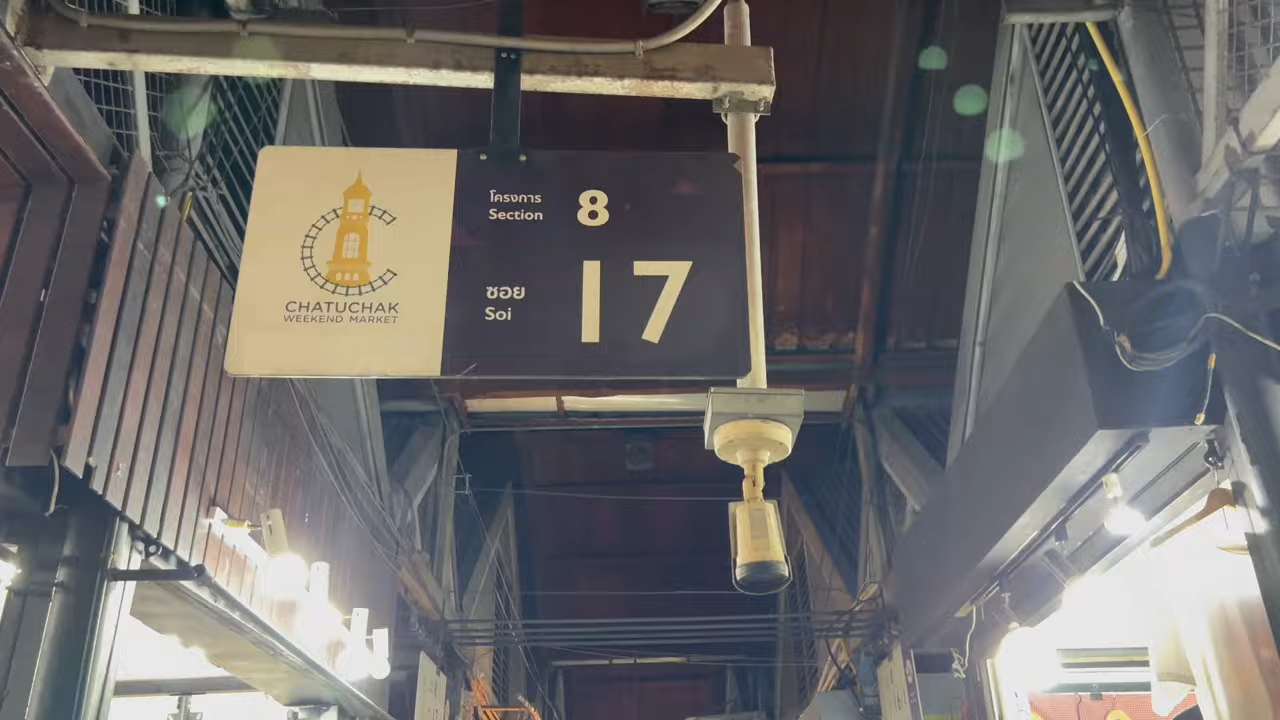 CHATUCHAK
WEEKEND MARKET
โครงการ
Section
8
ซอย
Soi
17